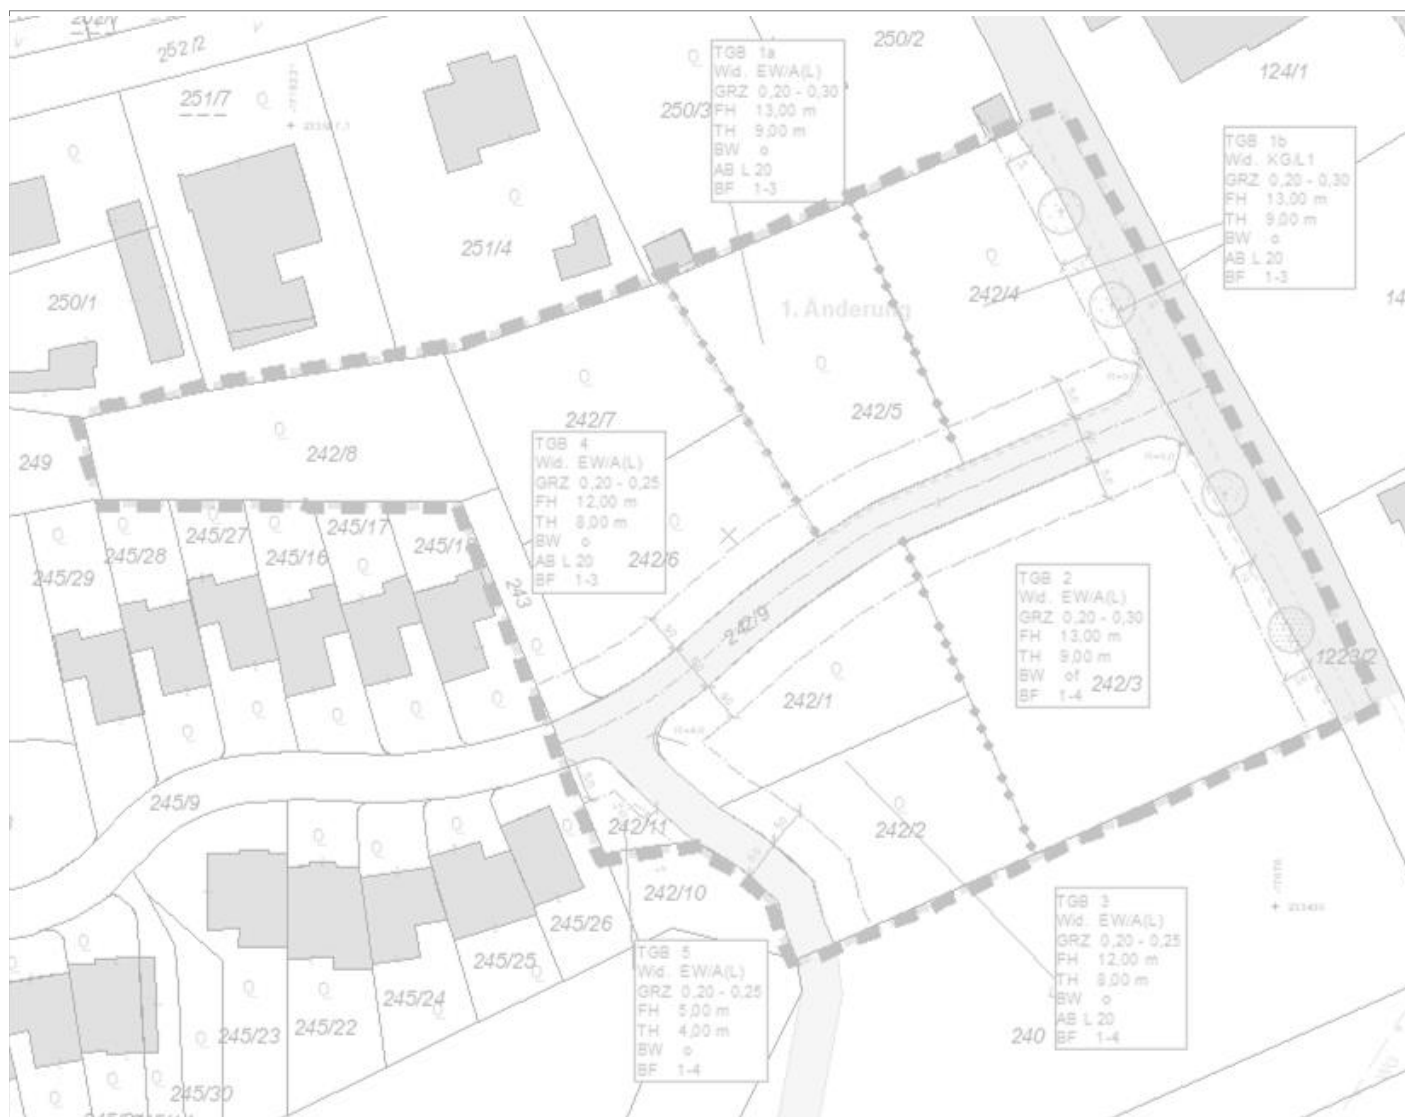 252/2
250/2
124/1
251/7
250/3
TGB 1a
Wid. EW/A(L)
GRZ 0,20 - 0,30
FH 13,00 m
TH 9,00 m
BW o
AB L 20
BF 1-3
TGB 1b
Wid. KG/L1
GRZ 0,20 - 0,30
FH 13,00 m
TH 9,00 m
BW o
AB L 20
BF 1-3
251/4
250/1
242/4
1. Änderung
242/5
242/7
242/8
249
TGB 4
Wid. EW/A(L)
GRZ 0,20 - 0,25
FH 12,00 m
TH 8,00 m
BW o
AB L 20
BF 1-3
242/6
245/29
245/28
245/27
245/16
245/17
245/18
243
242/9
TGB 2
Wid. EW/A(L)
GRZ 0,20 - 0,30
FH 13,00 m
TH 9,00 m
BW of
BF 1-4
242/3
1223/2
242/1
245/9
242/11
242/2
242/10
TGB 3
Wid. EW/A(L)
GRZ 0,20 - 0,25
FH 12,00 m
TH 8,00 m
BW o
AB L 20
BF 1-4
TGB 5
Wid. EW/A(L)
GRZ 0,20 - 0,25
FH 5,00 m
TH 4,00 m
BW o
BF 1-4
245/26
245/25
245/24
245/22
245/23
245/30
240